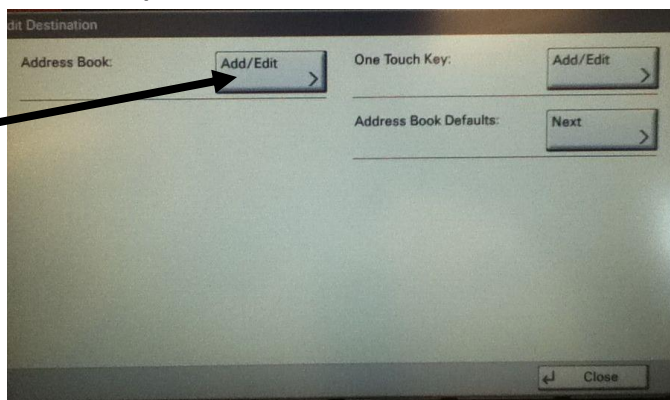 dit Destination
Address Book:
Add/Edit
One Touch Key:
Add/Edit
Address Book Defaults:
Next
Close